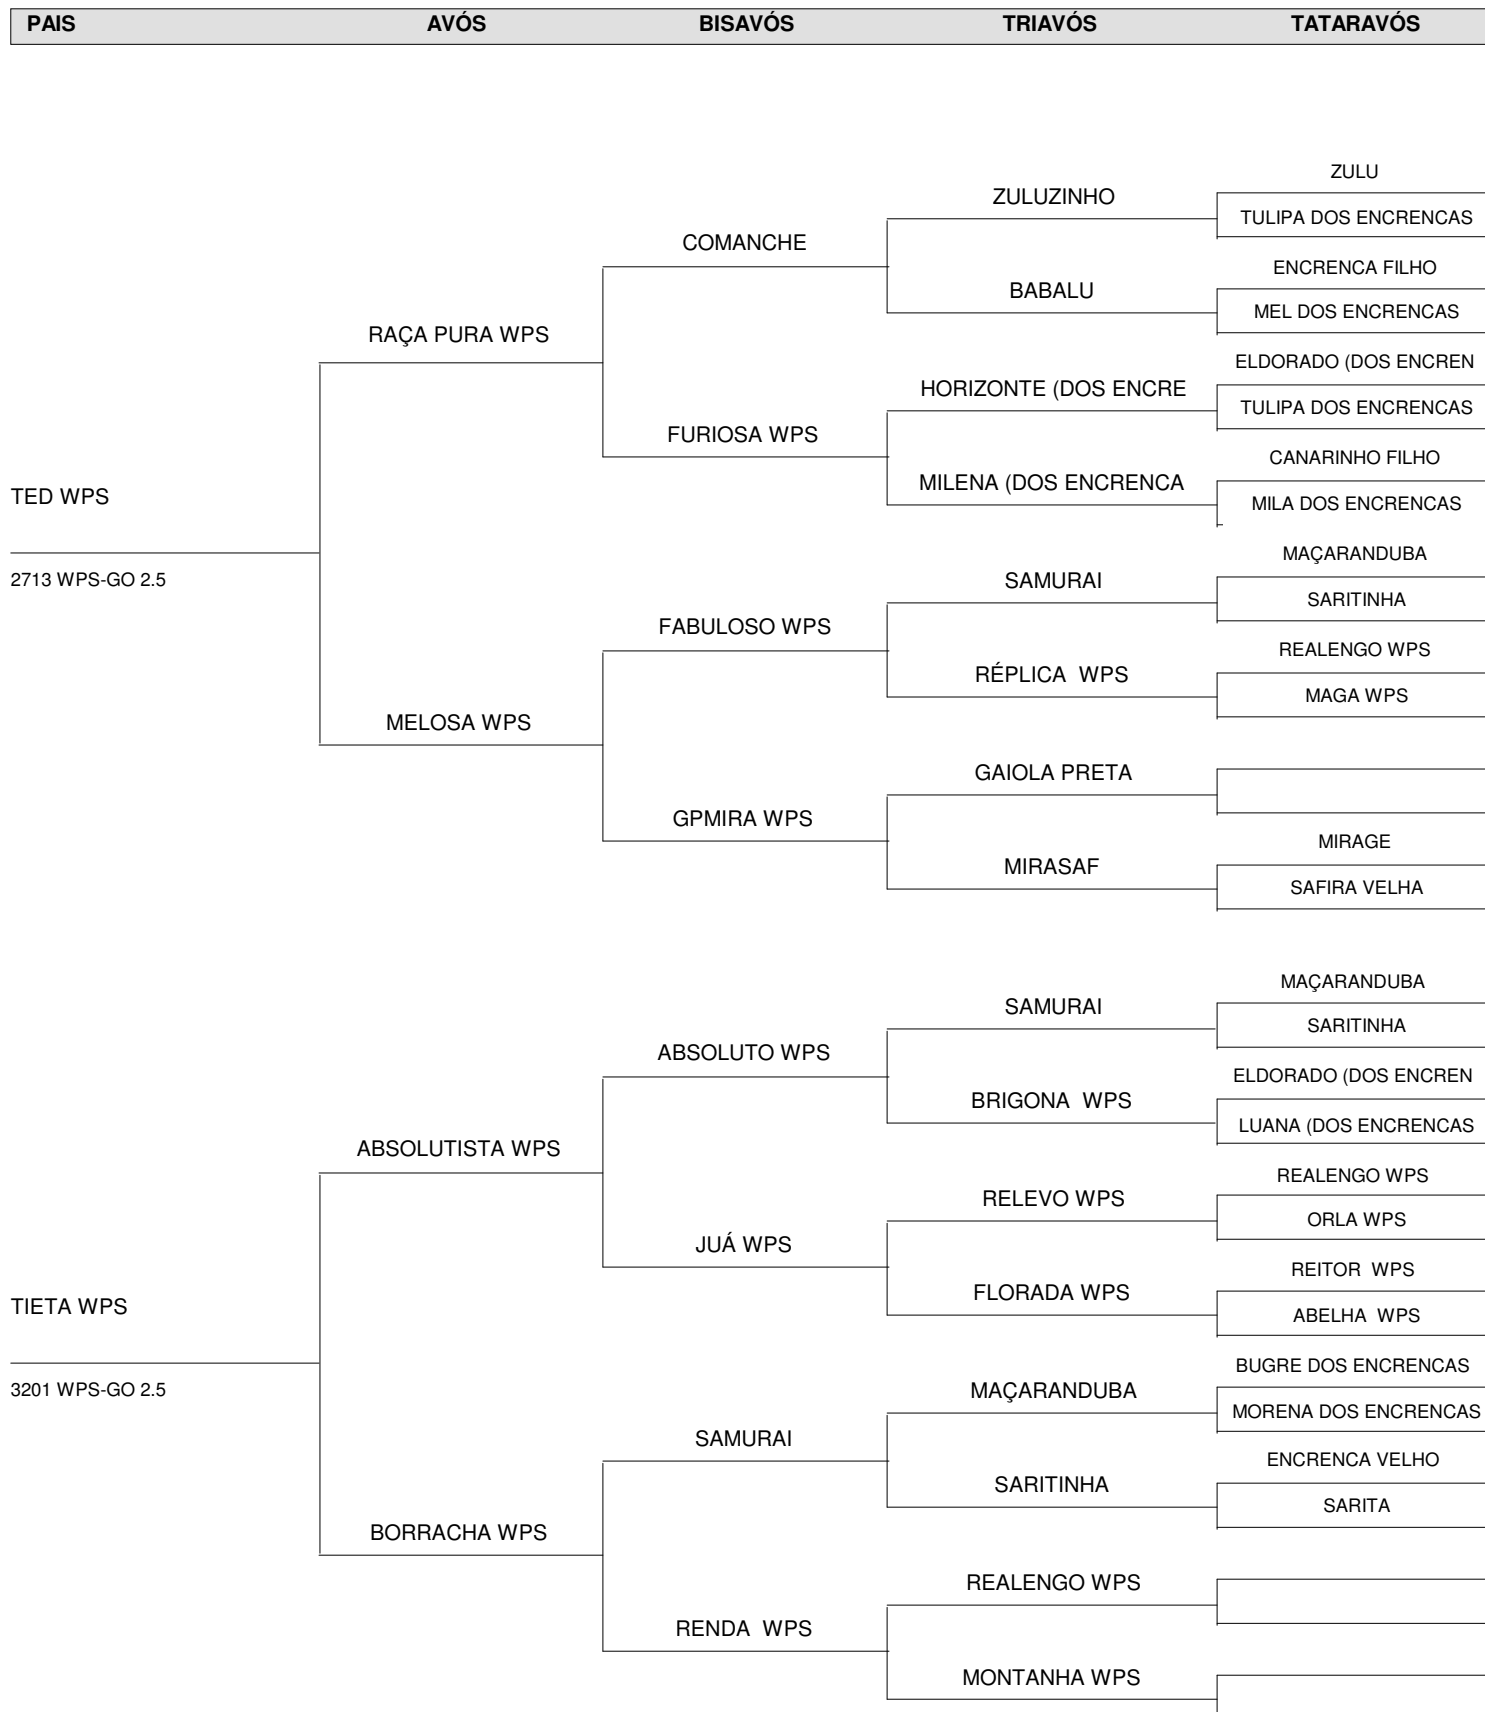 PAIS AVÓS BISAVÓS TRIAVÓS TATARAVÓS
ZULU
ZULUZINHO
TULIPA DOS ENCRENCAS
COMANCHE
ENCRENCA FILHO
BABALU
MEL DOS ENCRENCAS
RAÇA PURA WPS
ELDORADO (DOS ENCREN
HORIZONTE (DOS ENCRE
TULIPA DOS ENCRENCAS
FURIOSA WPS
CANARINHO FILHO
MILENA (DOS ENCRENCA
TED WPS
MILA DOS ENCRENCAS
MAÇARANDUBA
2713 WPS-GO 2.5
SAMURAI
SARITINHA
FABULOSO WPS
REALENGO WPS
RÉPLICA WPS
MAGA WPS
MELOSA WPS
GAIOLA PRETA
GPMIRA WPS
MIRAGE
MIRASAF
SAFIRA VELHA
MAÇARANDUBA
SAMURAI
SARITINHA
ABSOLUTO WPS
ELDORADO (DOS ENCREN
BRIGONA WPS
LUANA (DOS ENCRENCAS
ABSOLUTISTA WPS
REALENGO WPS
RELEVO WPS
ORLA WPS
JUÁ WPS
REITOR WPS
FLORADA WPS
TIETA WPS
ABELHA WPS
BUGRE DOS ENCRENCAS
3201 WPS-GO 2.5
MAÇARANDUBA
MORENA DOS ENCRENCAS
SAMURAI
ENCRENCA VELHO
SARITINHA
SARITA
BORRACHA WPS
REALENGO WPS
RENDA WPS
MONTANHA WPS